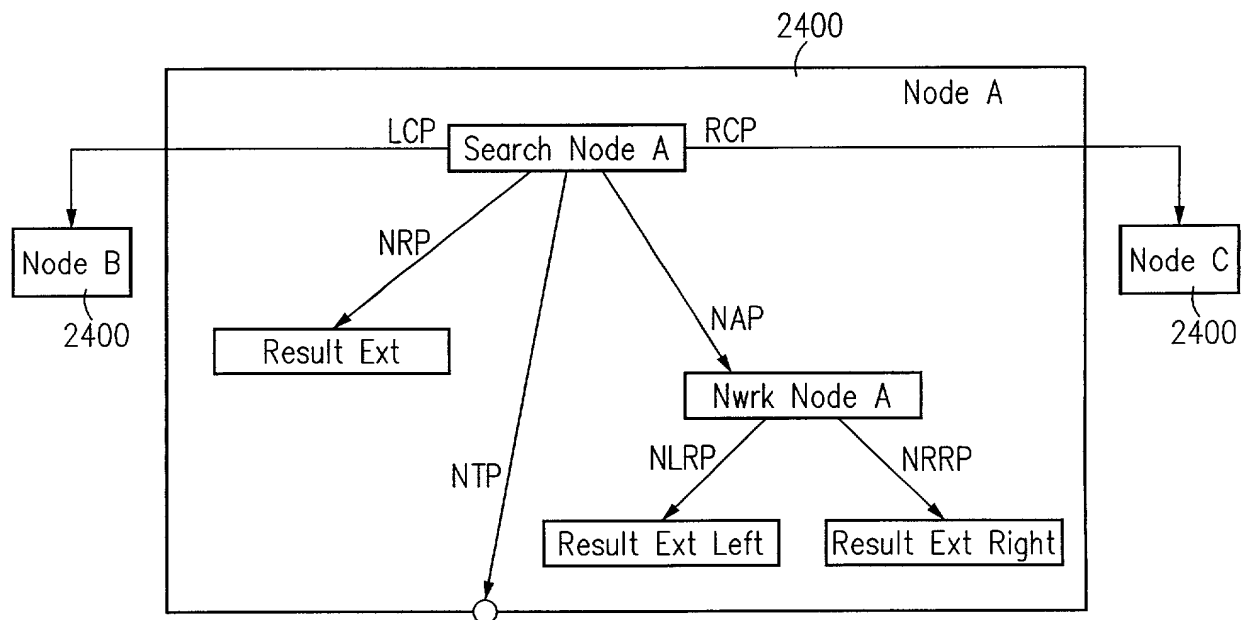 2400
Node A
LCP
Search Node A
RCP
NRP
Node B
2400
Node C
2400
NAP
Result Ext
Nwrk Node A
NTP
NLRP
NRRP
Result Ext Left
Result Ext Right